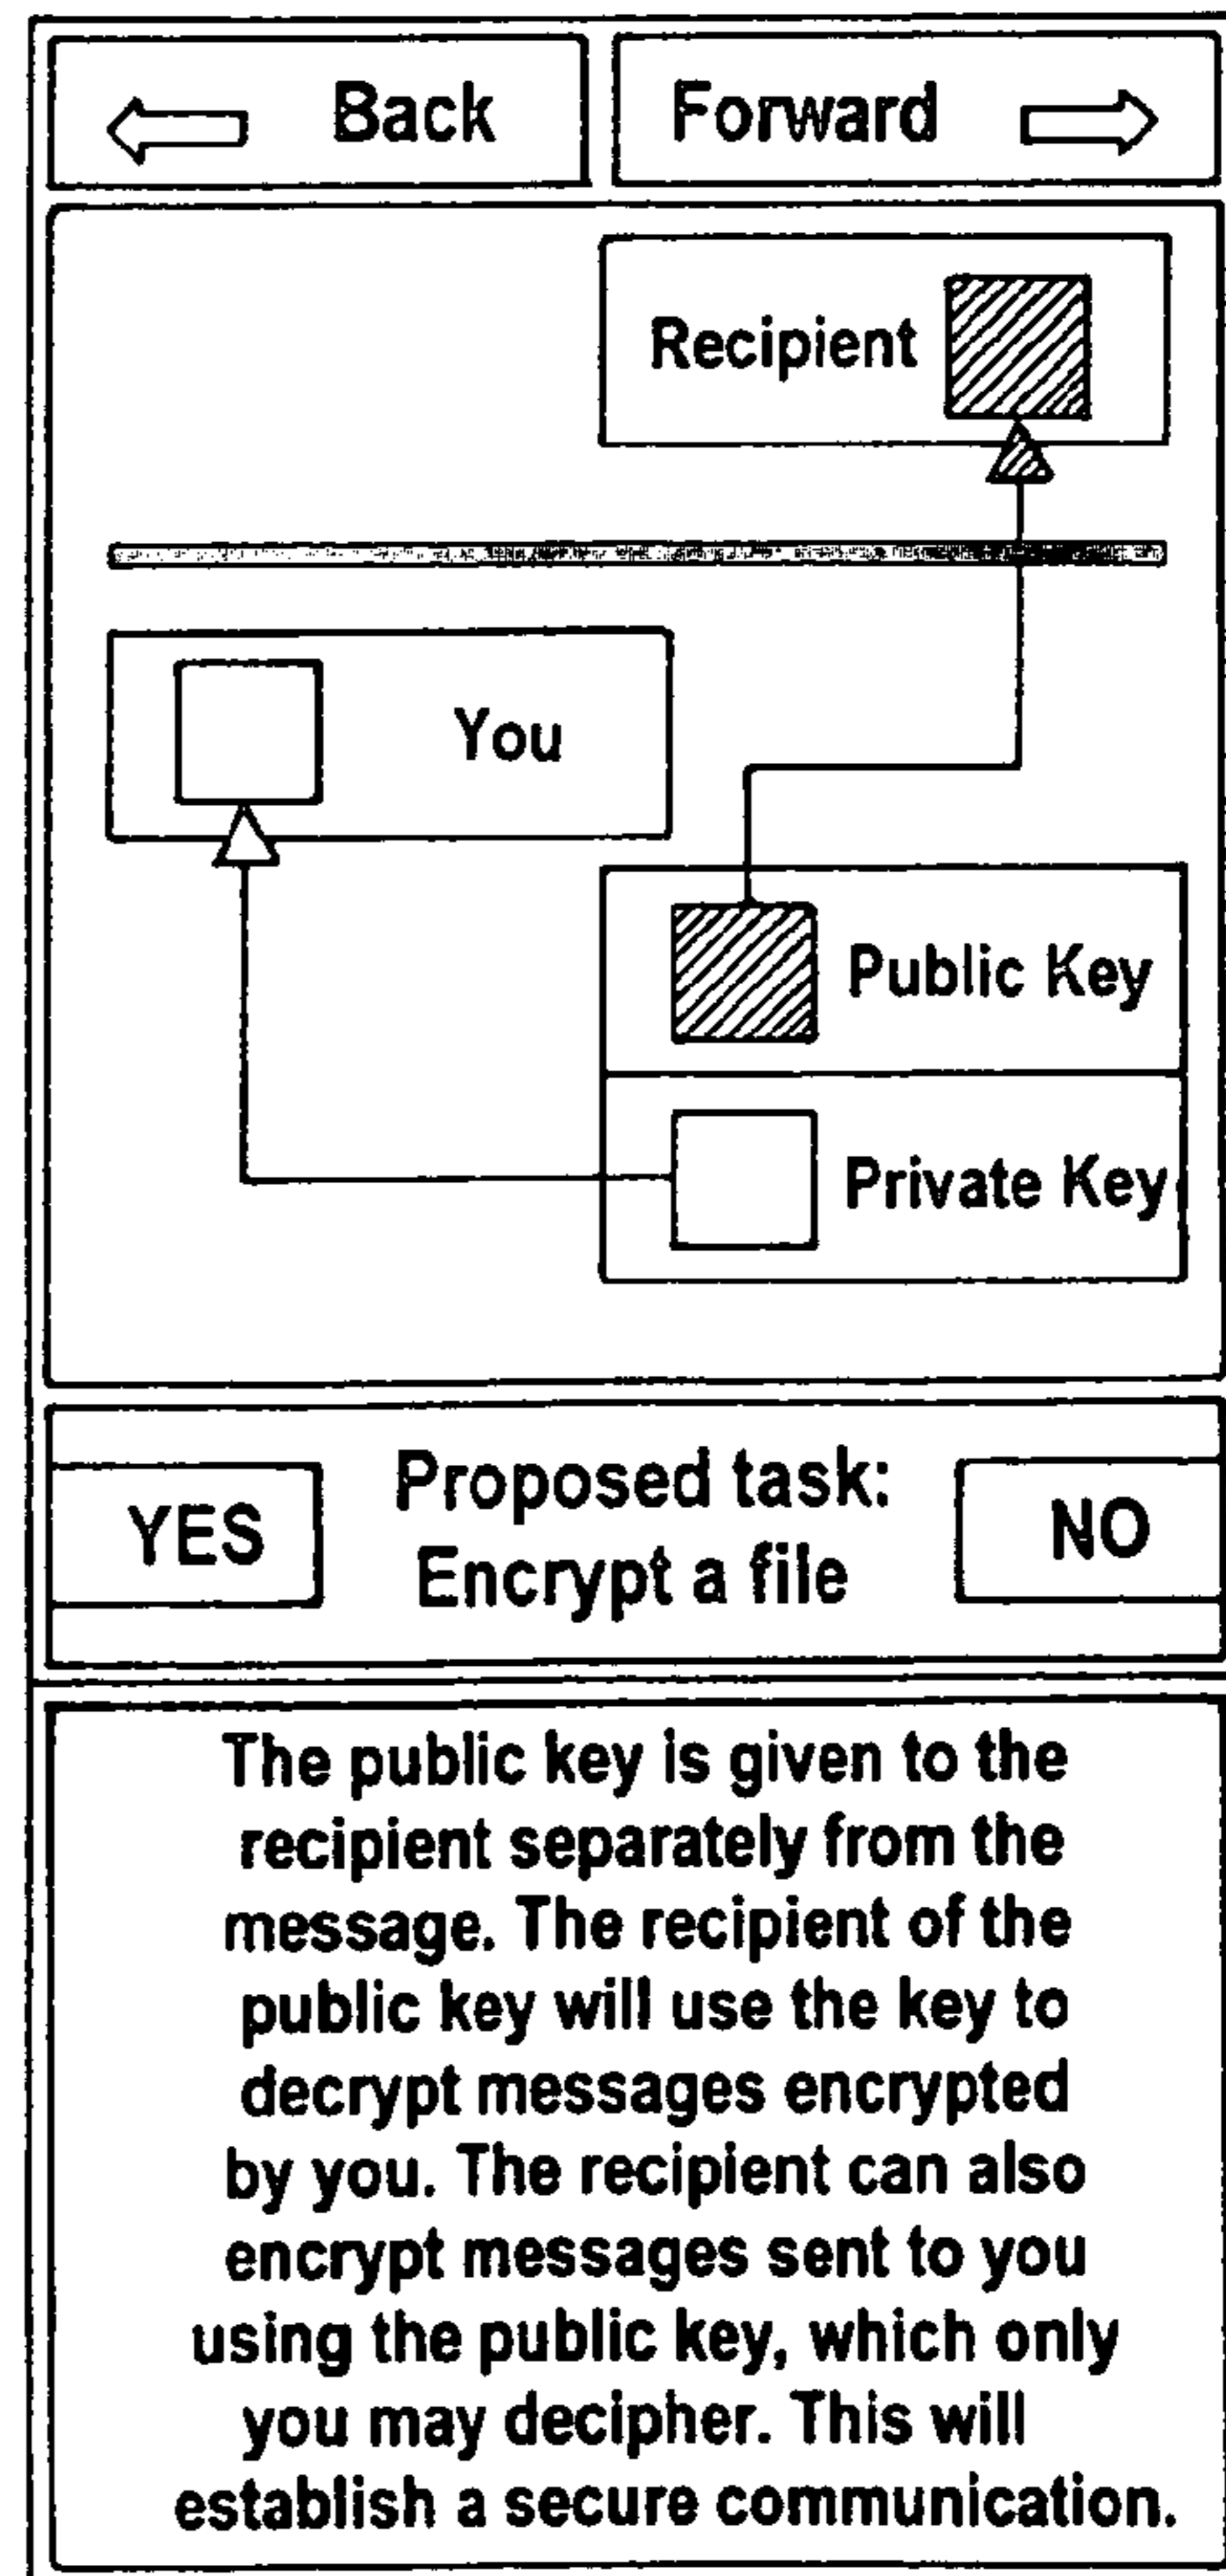 Back
Forward
Recipient
You
Public Key
Private Key
YES
Proposed task:
Encrypt a file
NO
The public key is given to the
recipient separately from the
message. The recipient of the
public key will use the key to
decrypt messages encrypted
by you. The recipient can also
encrypt messages sent to you
using the public key, which only
you may decipher. This will
establish a secure communication.